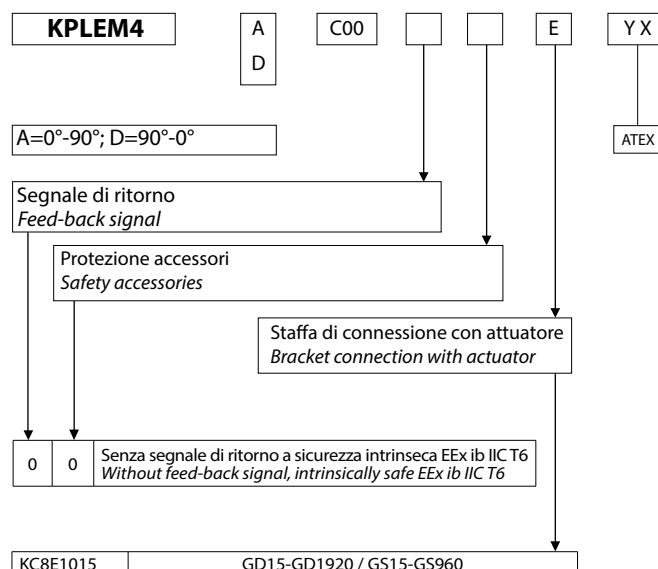 KPLEM4 A C00 E Y X
D
A=0°-90°; D=90°-0°
ATEX
Segnale di ritorno
Feed-back signal
Protezione accessori
Safety accessories
Staffa di connessione con attuatore
Bracket connection with actuator
0 0 Senza segnale di ritorno a sicurezza intrinseca EEx ib IIC T6
Without feed-back signal, intrinsically safe EEx ib IIC T6
KC8E1015 GD15-GD1920 / GS15-GS960